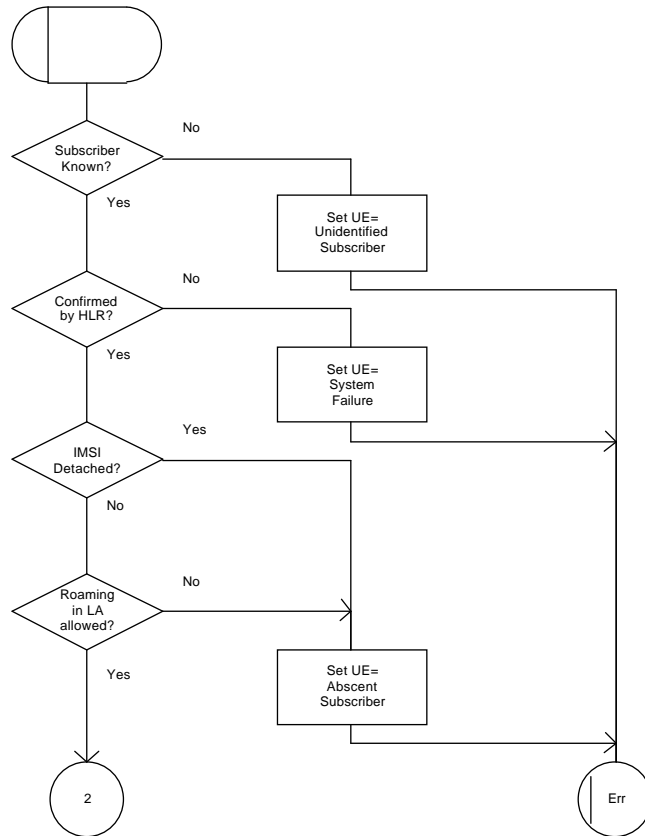 No
Subscriber
Known?
Yes
Set UE=
Unidentified
Subscriber
No
Confirmed
by HLR?
Yes
Set UE=
System
Failure
Yes
IMSI
Detached?
No
No
Roaming
in LA
allowed?
Yes
Set UE=
Abscent
Subscriber
2
Err